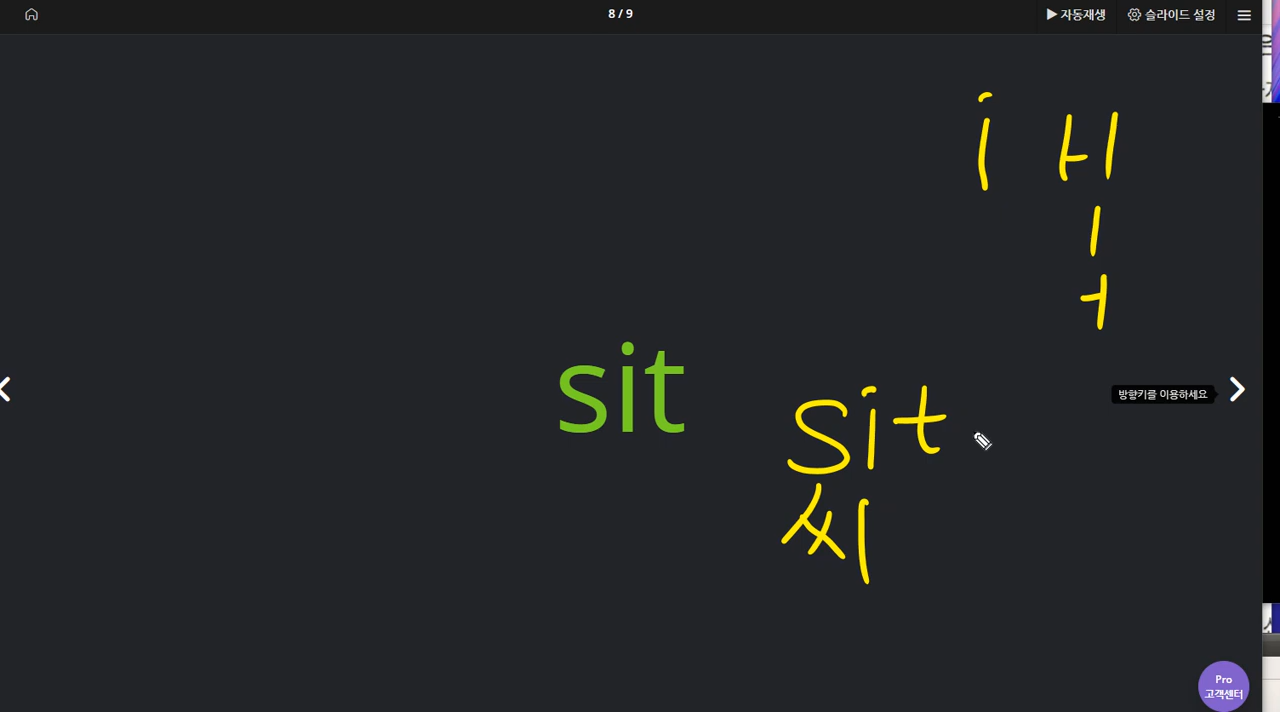 8 / 9
▶ 자동재생
슬라이드 설정
i ㅐ
ㅣ
ㅓ
sit
sit
씨
방향키를 이용하세요
Pro
고객센터